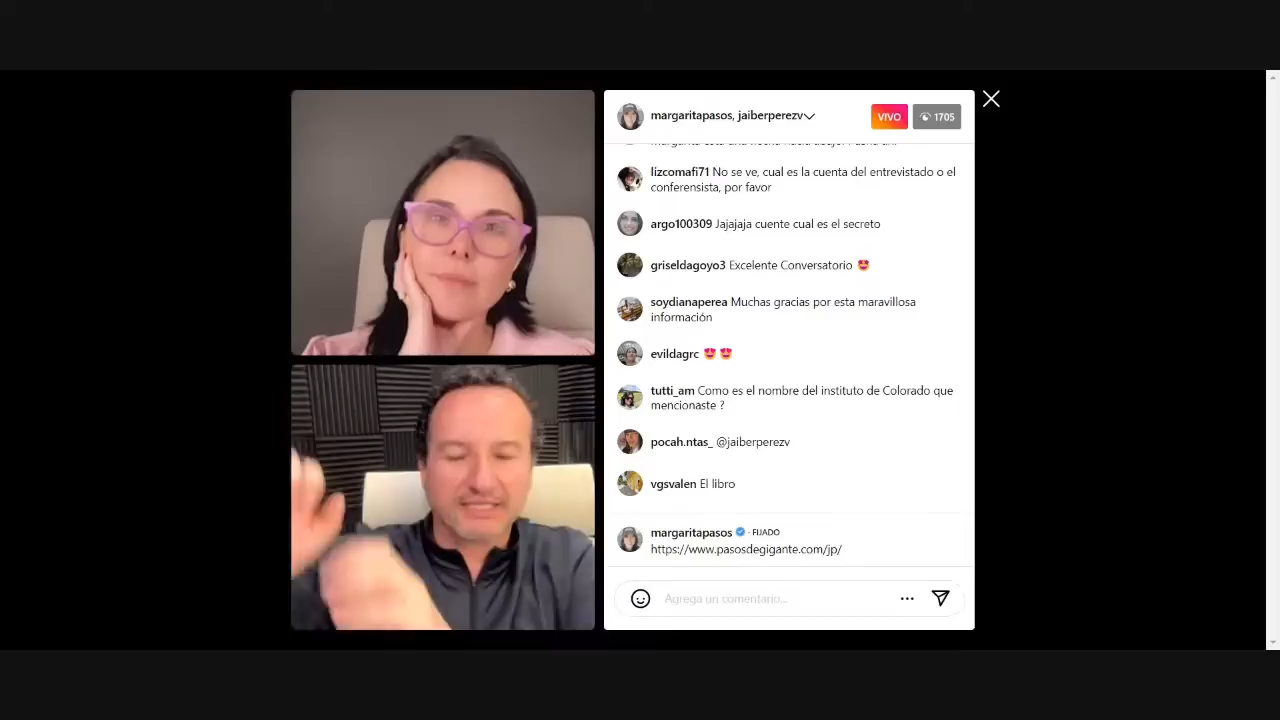 margaritapasos, jaiberperezv
VIVO
1705
lizcomafi71 No se ve, cual es la cuenta del entrevistado o el
conferensista, por favor
argo100309 Jajajaja cuente cual es el secreto
griseldagoyo3 Excelente Conversatorio 🤩
soydianaperea Muchas gracias por esta maravillosa
información
evildagrc 🤩 🤩
tutti_am Como es el nombre del instituto de Colorado que
mencionaste ?
pocah.ntas_ @jaiberperezv
vgsvalen El libro
margaritapasos · FIJADO
https://www.pasosdegigante.com/jp/
Agrega un comentario...